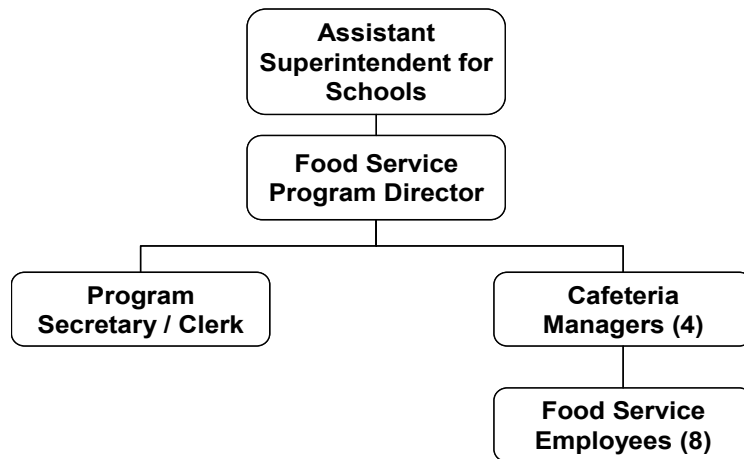 Assistant
Superintendent for
Schools
Food Service
Program Director
Program
Secretary / Clerk
Cafeteria
Managers (4)
Food Service
Employees (8)